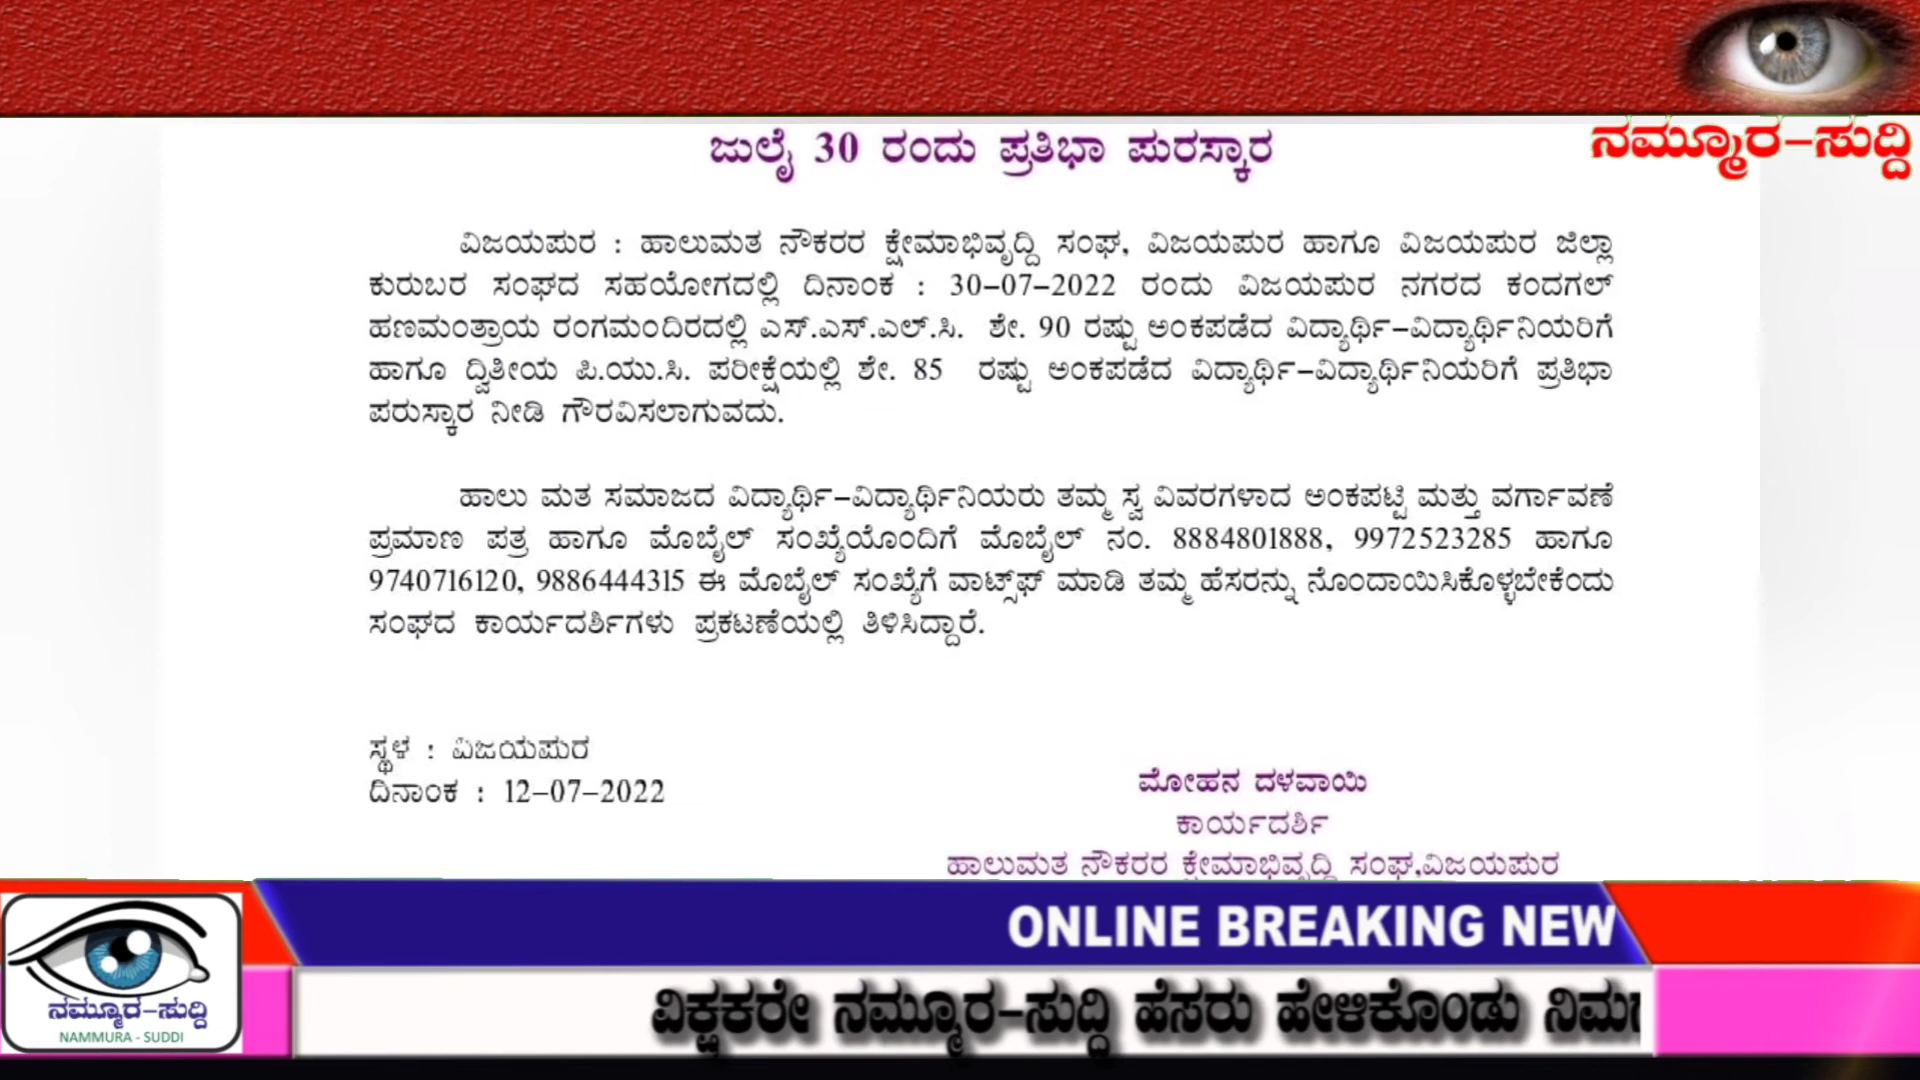 ಜುಲೈ 30 ರಂದು ಪ್ರತಿಭಾ ಪುರಸ್ಕಾರ
ನಮ್ಮೂರ-ಸುದ್ದಿ
ವಿಜಯಪುರ : ಹಾಲುಮತ ನೌಕರರ ಕ್ಷೇಮಾಭಿವೃದ್ದಿ ಸಂಘ, ವಿಜಯಪುರ ಹಾಗೂ ವಿಜಯಪುರ ಜಿಲ್ಲಾ
ಕುರುಬರ ಸಂಘದ ಸಹಯೋಗದಲ್ಲಿ ದಿನಾಂಕ : 30-07-2022 ರಂದು ವಿಜಯಪುರ ನಗರದ ಕಂದಗಲ್
ಹಣಮಂತ್ರಾಯ ರಂಗಮಂದಿರದಲ್ಲಿ ಎಸ್.ಎಸ್.ಎಲ್.ಸಿ. ಶೇ. 90 ರಷ್ಟು ಅಂಕಪಡೆದ ವಿದ್ಯಾರ್ಥಿ-ವಿದ್ಯಾರ್ಥಿನಿಯರಿಗೆ
ಹಾಗೂ ದ್ವಿತೀಯ ಪಿ.ಯು.ಸಿ. ಪರೀಕ್ಷೆಯಲ್ಲಿ ಶೇ. 85 ರಷ್ಟು ಅಂಕಪಡೆದ ವಿದ್ಯಾರ್ಥಿ-ವಿದ್ಯಾರ್ಥಿನಿಯರಿಗೆ ಪ್ರತಿಭಾ
ಪರುಸ್ಕಾರ ನೀಡಿ ಗೌರವಿಸಲಾಗುವದು.
ಹಾಲು ಮತ ಸಮಾಜದ ವಿದ್ಯಾರ್ಥಿ-ವಿದ್ಯಾರ್ಥಿನಿಯರು ತಮ್ಮ ಸ್ವ ವಿವರಗಳಾದ ಅಂಕಪಟ್ಟಿ ಮತ್ತು ವರ್ಗಾವಣೆ
ಪ್ರಮಾಣ ಪತ್ರ ಹಾಗೂ ಮೊಬೈಲ್ ಸಂಖ್ಯೆಯೊಂದಿಗೆ ಮೊಬೈಲ್ ನಂ. 8884801888, 9972523285 ಹಾಗೂ
9740716120, 9886444315 ಈ ಮೊಬೈಲ್ ಸಂಖ್ಯೆಗೆ ವಾಟ್ಸ್‌ಫ್ ಮಾಡಿ ತಮ್ಮ ಹೆಸರನ್ನು ನೊಂದಾಯಿಸಿಕೊಳ್ಳಬೇಕೆಂದು
ಸಂಘದ ಕಾರ್ಯದರ್ಶಿಗಳು ಪ್ರಕಟಣೆಯಲ್ಲಿ ತಿಳಿಸಿದ್ದಾರೆ.
ಸ್ಥಳ : ವಿಜಯಪುರ
ದಿನಾಂಕ : 12-07-2022
ಮೋಹನ ದಳವಾಯಿ
ಕಾರ್ಯದರ್ಶಿ
ಹಾಲುಮತ ನೌಕರರ ಕ್ಷೇಮಾಭಿವೃದ್ದಿ ಸಂಘ,ವಿಜಯಪುರ
ONLINE BREAKING NEW
ವಿಕ್ಷಕರೇ ನಮ್ಮೂರ-ಸುದ್ದಿ ಹೆಸರು ಹೇಳಿಕೊಂಡು
ನಮ್ಮೂರ-ಸುದ್ದಿ
NAMMURA - SUDDI